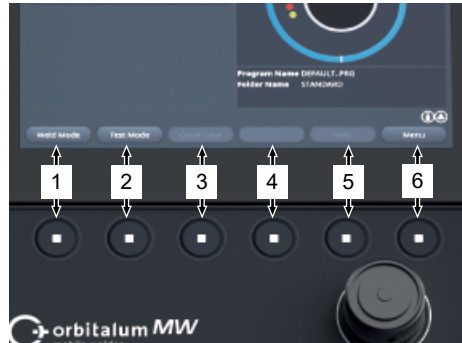 Program Name DEFAULT..PRG
Folder Name STANDARD
Weld Mode Test Mode Quick Save Info Menu
1 2 3 4 5 6
orbitalum MW